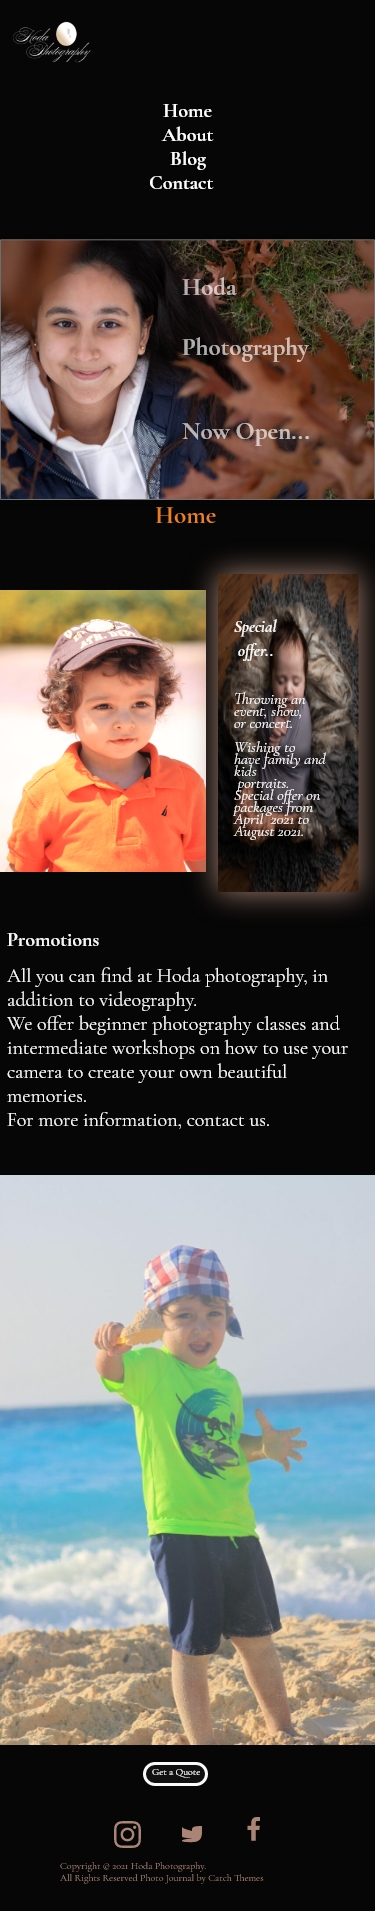 Hoda
Photography
Home
About
Blog
Contact
Hoda
Photography
Now Open...
Home
Special
offer..
Throwing an
event, show,
or concert.
Wishing to
have family and
kids
portraits.
Special offer on
packages from
April 2021 to
August 2021.
Promotions
All you can find at Hoda photography, in
addition to videography.
We offer beginner photography classes and
intermediate workshops on how to use your
camera to create your own beautiful
memories.
For more information, contact us.
Get a Quote
Copyright © 2021 Hoda Photography.
All Rights Reserved Photo Journal by Catch Themes